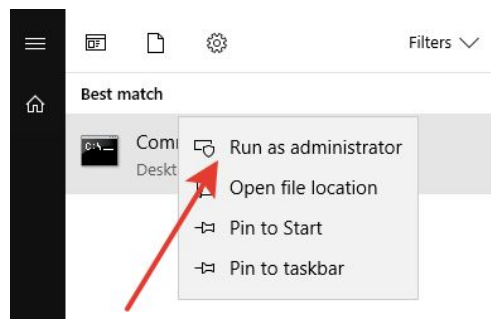 Filters
Best match
C:\
Comm
Deskt
Run as administrator
Open file location
Pin to Start
Pin to taskbar